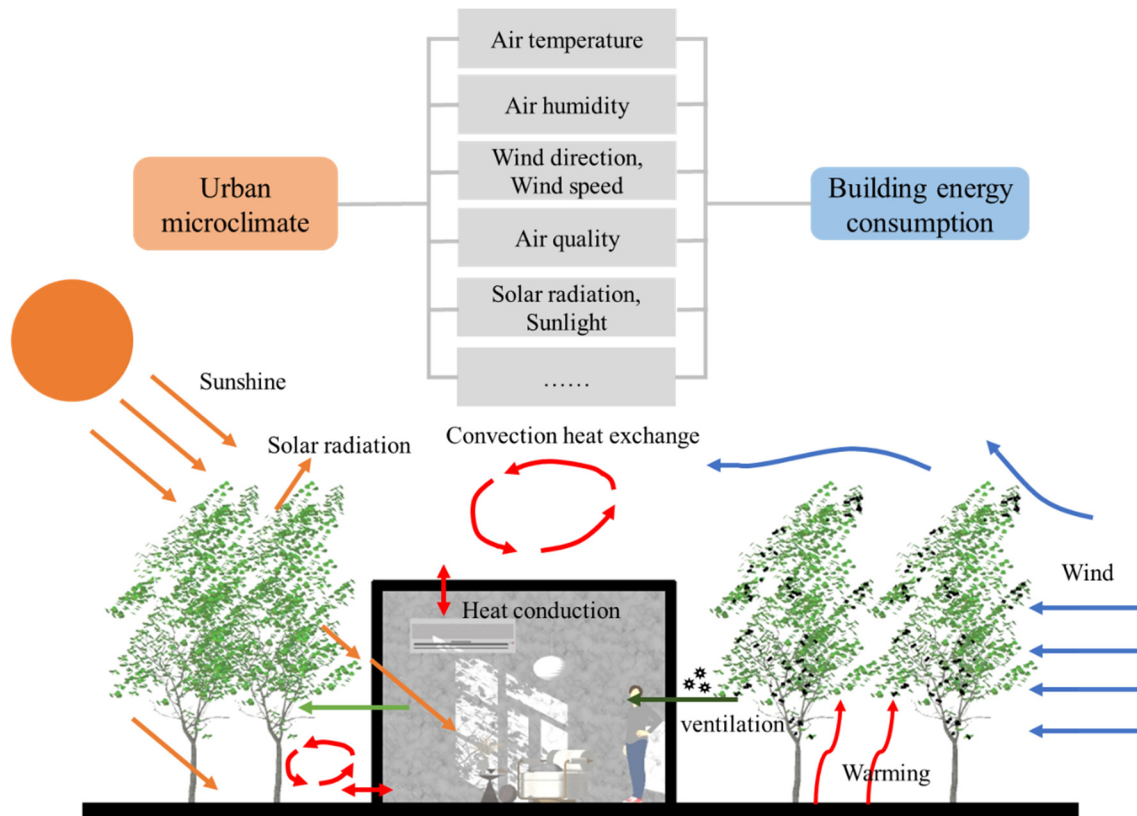 Air temperature
Air humidity
Wind direction,
Wind speed
Urban
microclimate
Building energy
consumption
Air quality
Solar radiation,
Sunlight
......
Sunshine
Solar radiation
Convection heat exchange
Wind
Heat conduction
ventilation
Warming